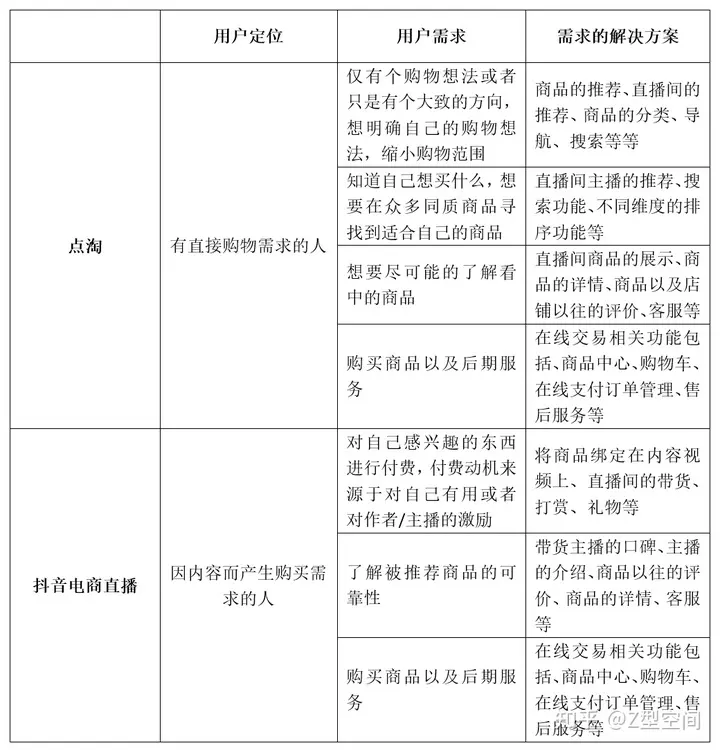 用户定位
用户需求
需求的解决方案
点淘
有直接购物需求的人
仅有个购物想法或者
只是有个大致的方向，
想明确自己的购物想
法，缩小购物范围
商品的推荐、直播间的
推荐、商品的分类、导
航、搜索等等
知道自己想买什么，想
要在众多同质商品寻
找到适合自己的商品
直播间主播的推荐、搜
索功能、不同维度的排
序功能等
想要尽可能的了解看
中的商品
直播间商品的展示、商
品的详情、商品以及店
铺以往的评价、客服等
购买商品以及后期服
务
在线交易相关功能包
括、商品中心、购物车、
在线支付订单管理、售
后服务等
抖音电商直播
因内容而产生购买需
求的人
对自己感兴趣的东西
进行付费，付费动机来
源于对自己有用或者
对作者/主播的激励
将商品绑定在内容视
频上、直播间的带货、
打赏、礼物等
了解被推荐商品的可
靠性
带货主播的口碑、主播
的介绍、商品以往的评
价、商品的详情、客服
等
购买商品以及后期服
务
在线交易相关功能包
括、商品中心、购物车、
在线支付订单管理、售
后服务等
知乎 @Z型空间